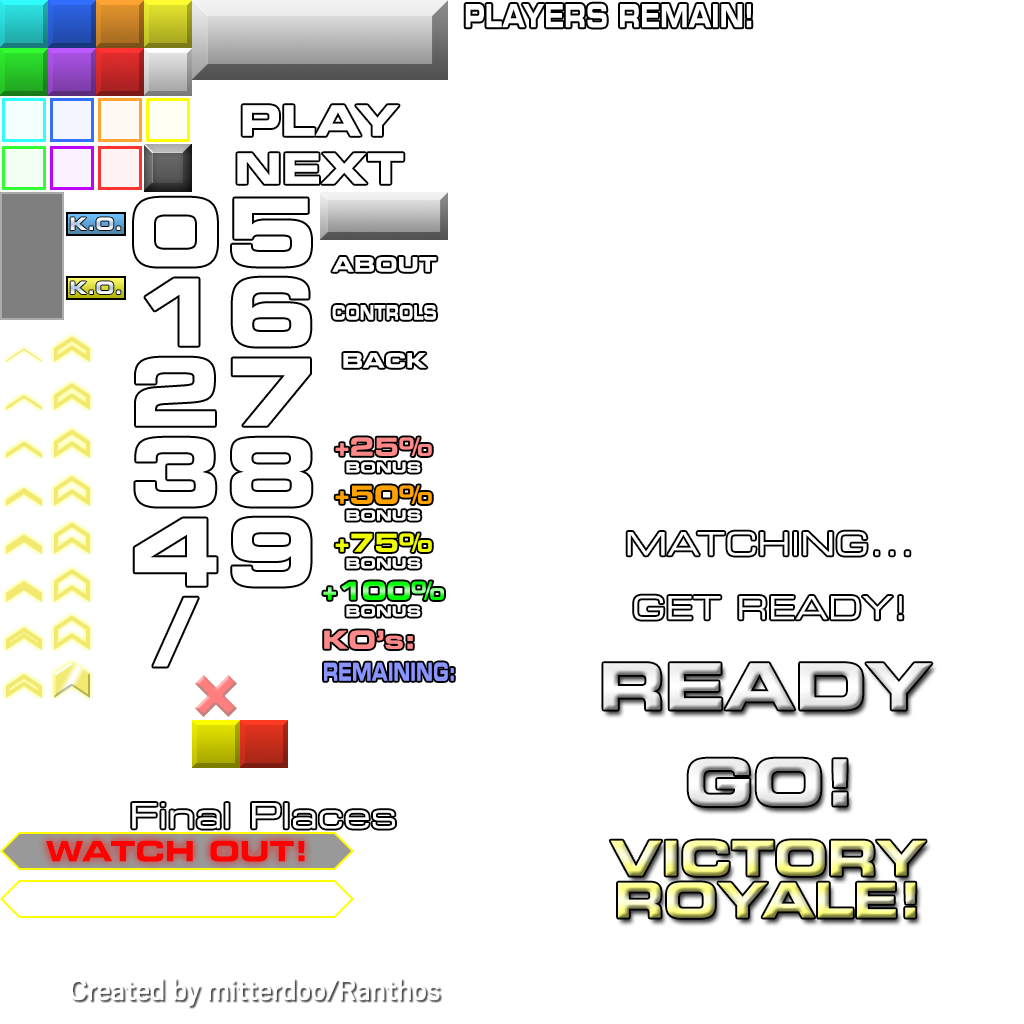 PLAYERS REMAIN!
PLAY
NEXT
K.O.
K.O.
0 5
1 6
2 7
3 8
4 9
/
ABOUT
CONTROLS
BACK
+25%
BONUS
+50%
BONUS
+75%
BONUS
+100%
BONUS
KO's:
REMAINING:
MATCHING...
GET READY!
READY
GO!
VICTORY
ROYALE!
Final Places
WATCH OUT!
Created by mitterdoo/Ranthos